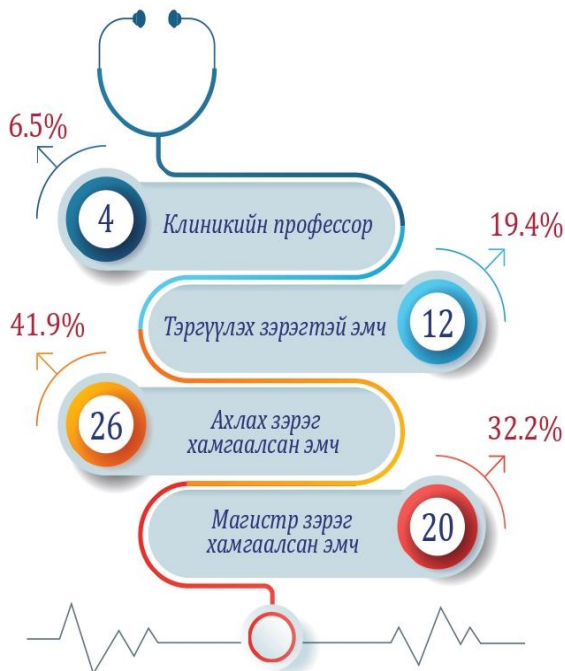 6.5%
4
Клиникийн профессор
19.4%
Тэргүүлэх зэрэгтэй эмч
12
41.9%
26
Ахлах зэрэг
хамгаалсан эмч
32.2%
Магистр зэрэг
хамгаалсан эмч
20